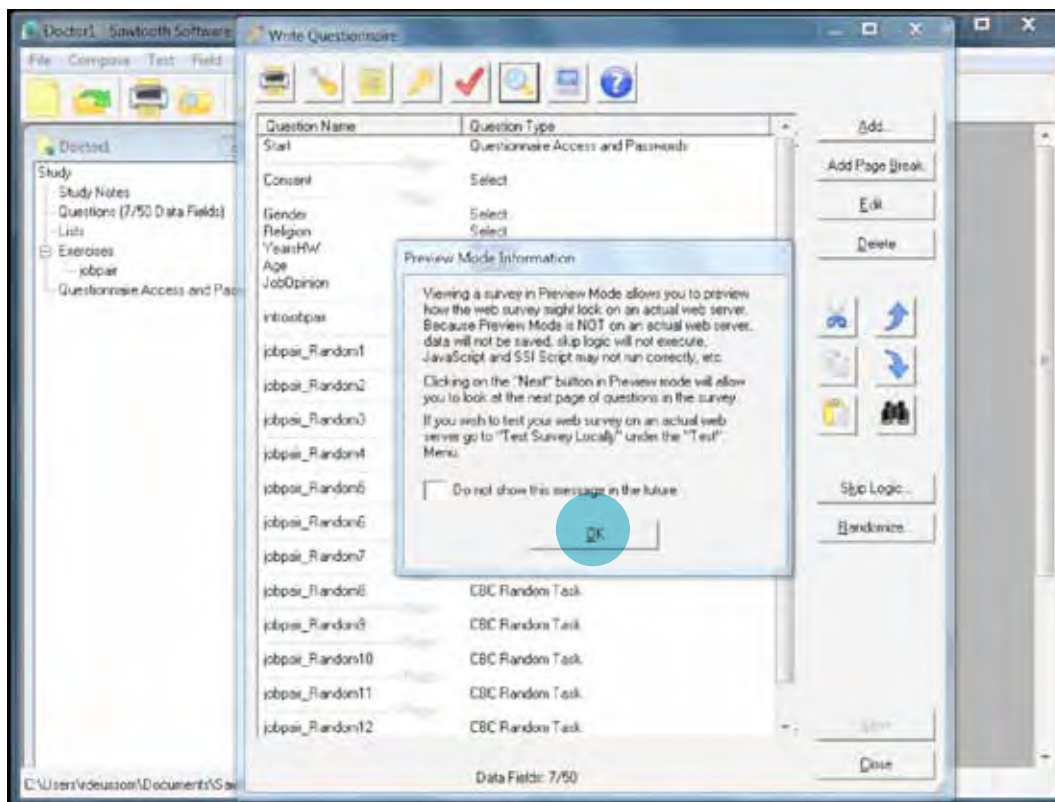 Doctor1 Sawtooth Software
File Compose Test Field
Doctor1
Study
Study Notes
Questions (7/50 Data Fields)
Lists
Exercises
jobpair
Questionnaire Access and Pass
C:\Users\rdeussom\Documents\Saw
Write Questionnaire
Question Name Question Type
Start Questionnaire Access and Passwords
Consent Select
Gender Select
Religion Select
YearsHW
Age
JobOpinion
introjobpair
jobpair_Random1
jobpair_Random2
jobpair_Random3
jobpair_Random4
jobpair_Random5
jobpair_Random6
jobpair_Random7
jobpair_Random8 CBC Random Task
jobpair_Random9 CBC Random Task
jobpair_Random10 CBC Random Task
jobpair_Random11 CBC Random Task
jobpair_Random12 CBC Random Task
Data Fields: 7/50
Add...
Add Page Break
Edit
Delete
Skip Logic...
Randomize...
Close
Preview Mode Information
Viewing a survey in Preview Mode allows you to preview
how the web survey might look on an actual web server.
Because Preview Mode is NOT on an actual web server,
data will not be saved, skip logic will not execute,
JavaScript and SSI Script may not run correctly, etc.
Clicking on the "Next" button in Preview mode will allow
you to look at the next page of questions in the survey.
If you wish to test your web survey on an actual web
server go to "Test Survey Locally" under the "Test"
Menu.
Do not show this message in the future
OK